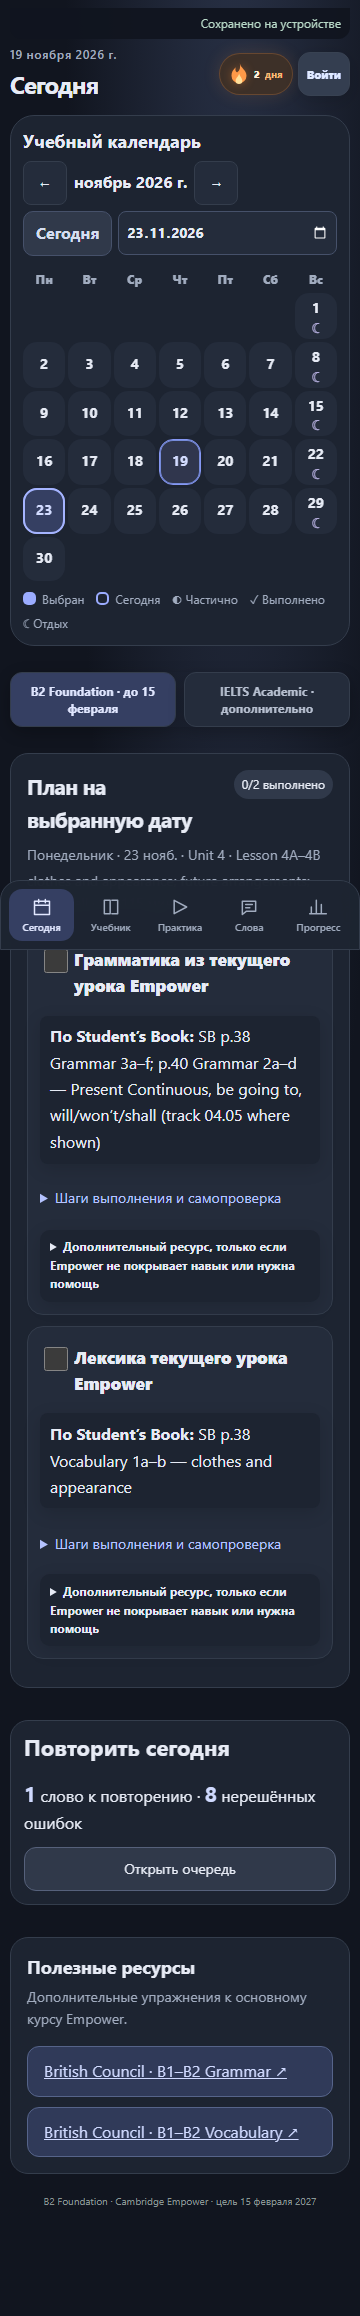 Сохранено на устройстве
19 ноября 2026 г.
Сегодня
🔥 2 дня
Войти
Учебный календарь
← ноябрь 2026 г. →
Сегодня 23.11.2026
Пн Вт Ср Чт Пт Сб Вс
1
☾
2 3 4 5 6 7 8
☾
9 10 11 12 13 14 15
☾
16 17 18 19 20 21 22
☾
23 24 25 26 27 28 29
☾
30
Выбран Сегодня ◐ Частично ✓ Выполнено
☾ Отдых
B2 Foundation · до 15
февраля
IELTS Academic ·
дополнительно
План на
выбранную дату
0/2 выполнено
Понедельник · 23 нояб. · Unit 4 · Lesson 4A–4B
Сегодня Учебник Практика Слова Прогресс
Грамматика из текущего
урока Empower
По Student’s Book: SB p.38
Grammar 3a–f; p.40 Grammar 2a–d
— Present Continuous, be going to,
will/won’t/shall (track 04.05 where
shown)
▶ Шаги выполнения и самопроверка
▶ Дополнительный ресурс, только если
Empower не покрывает навык или нужна
помощь
Лексика текущего урока
Empower
По Student’s Book: SB p.38
Vocabulary 1a–b — clothes and
appearance
▶ Шаги выполнения и самопроверка
▶ Дополнительный ресурс, только если
Empower не покрывает навык или нужна
помощь
Повторить сегодня
1 слово к повторению · 8 нерешённых
ошибок
Открыть очередь
Полезные ресурсы
Дополнительные упражнения к основному
курсу Empower.
British Council · B1–B2 Grammar ↗
British Council · B1–B2 Vocabulary ↗
B2 Foundation · Cambridge Empower · цель 15 февраля 2027